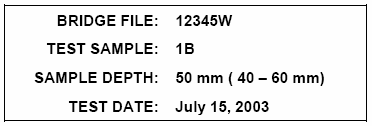 BRIDGE FILE: 12345W
TEST SAMPLE: 1B
SAMPLE DEPTH: 50 mm ( 40 – 60 mm)
TEST DATE: July 15, 2003